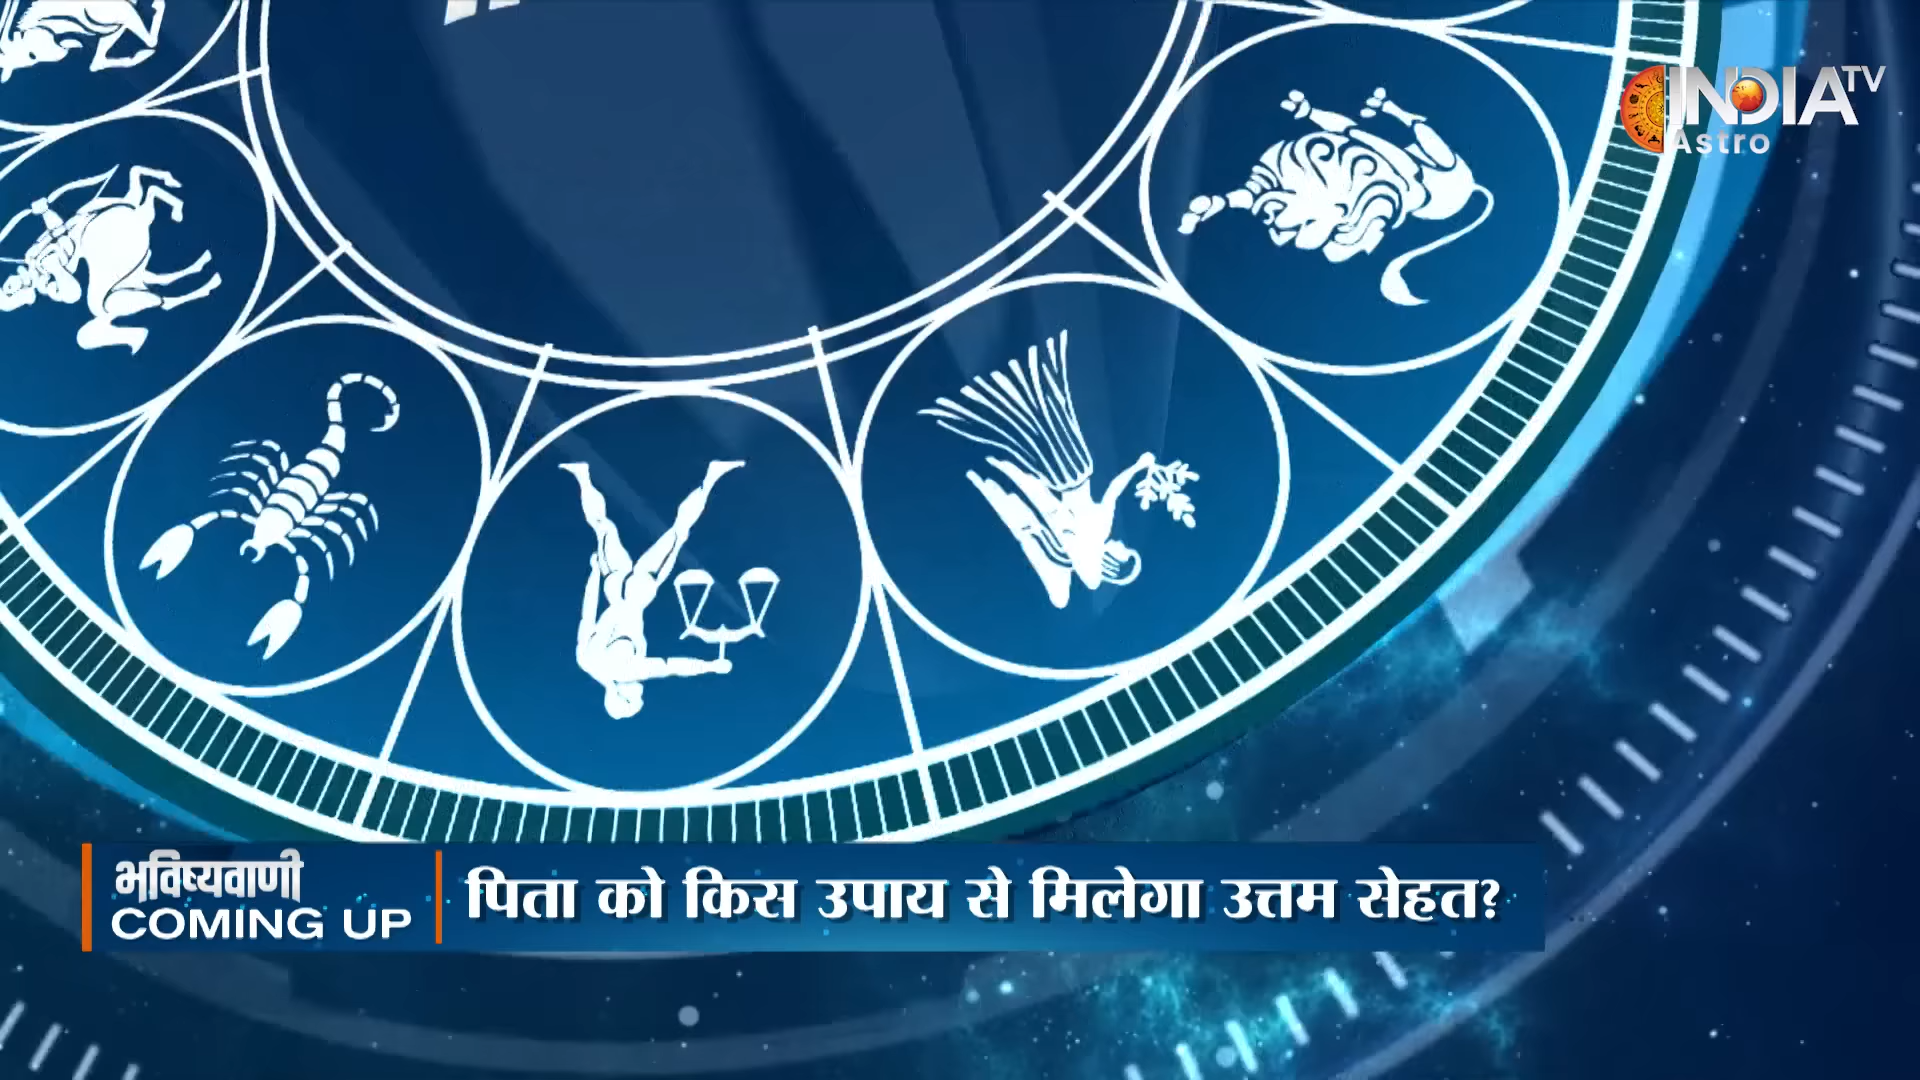 INDIA TV
Astro
भविष्यवाणी
COMING UP
पिता को किस उपाय से मिलेगा उत्तम सेहत?